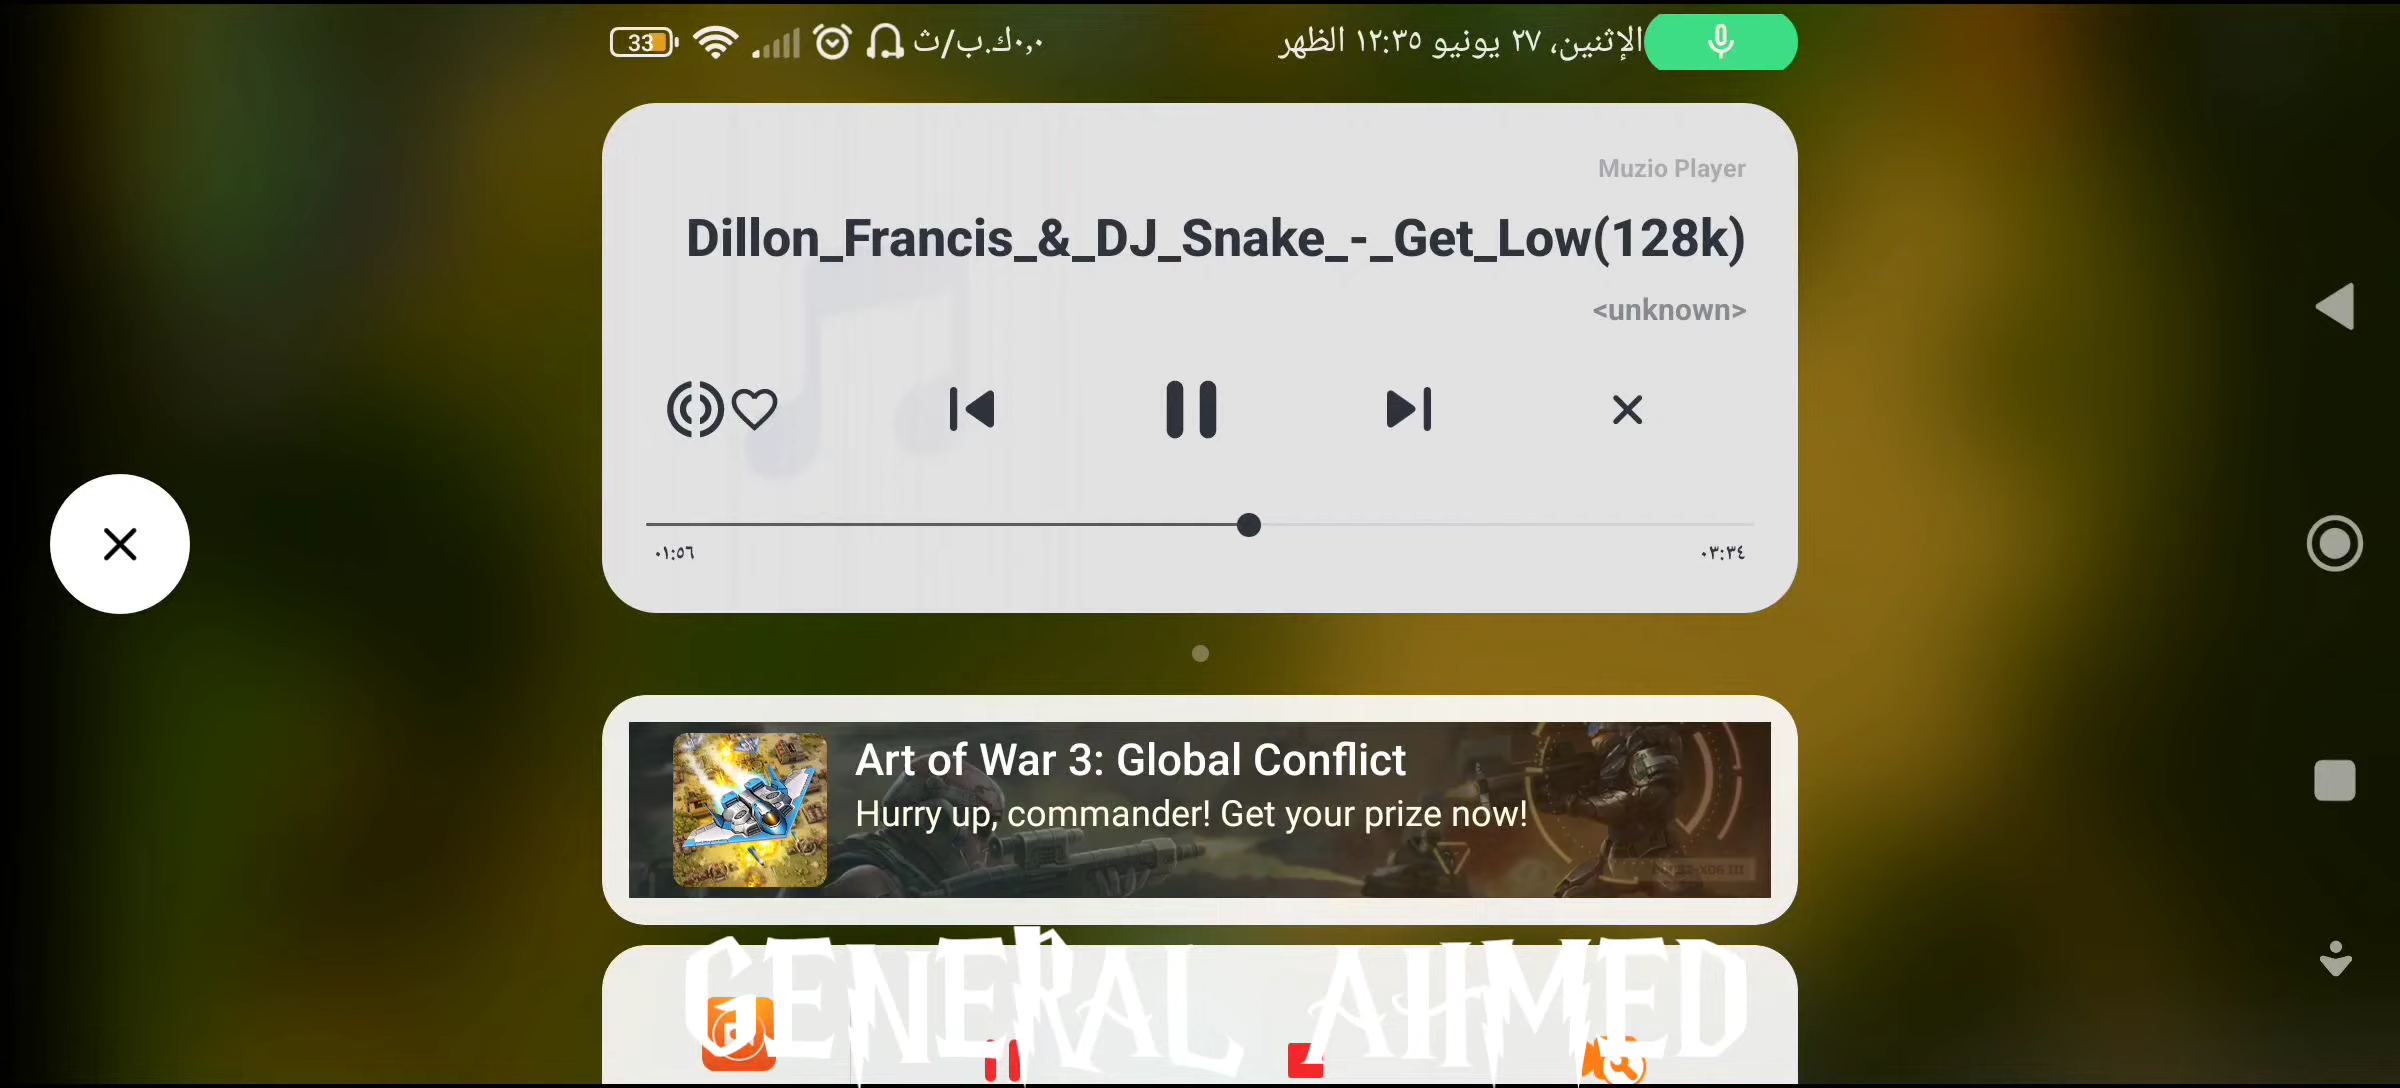 33 ٠,٠ك.ب/ث الإثنين، ٢٧ يونيو ١٢:٣٥ الظهر
Muzio Player
Dillon_Francis_&_DJ_Snake_-_Get_Low(128k)
<unknown>
٠١:٥٦ ٠٣:٣٤
Art of War 3: Global Conflict
Hurry up, commander! Get your prize now!
GENERAL AHMED